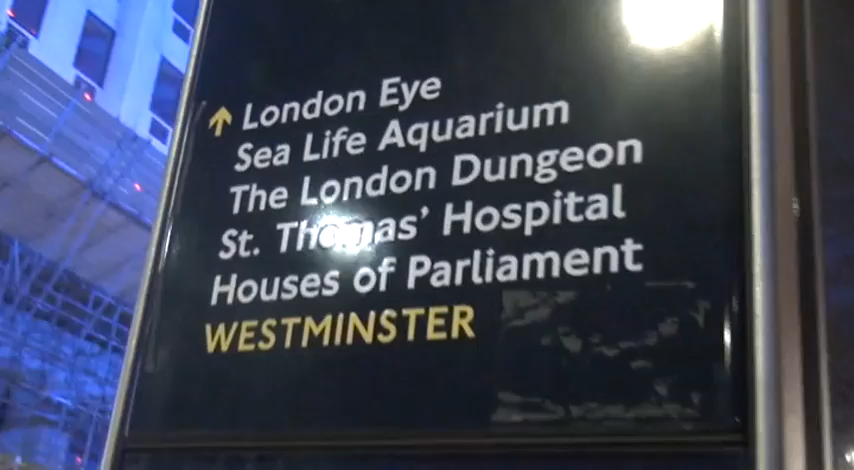 ↑ London Eye
Sea Life Aquarium
The London Dungeon
St. Thomas' Hospital
Houses of Parliament
WESTMINSTER